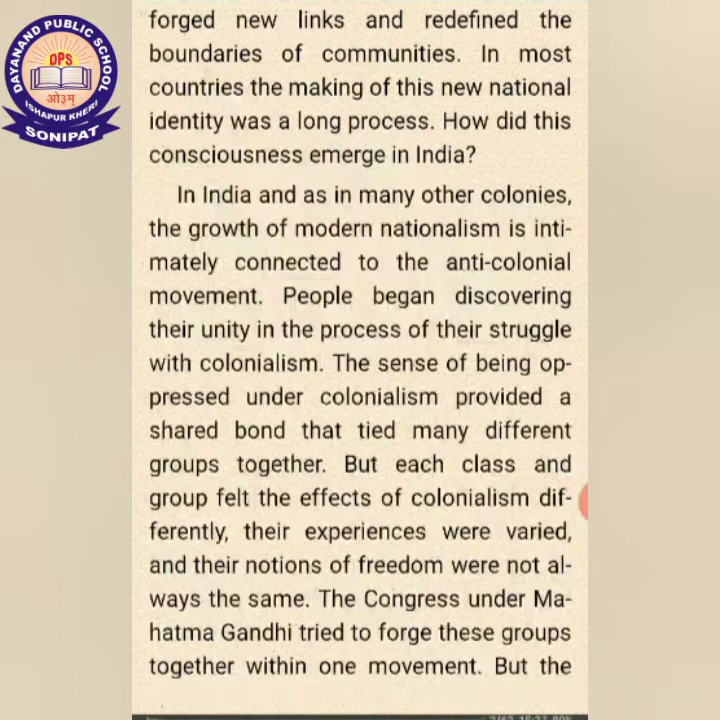 DAYANAND PUBLIC SCHOOL
DPS
ओ३म्
ISHAPUR KHERI
SONIPAT
forged new links and redefined the
boundaries of communities. In most
countries the making of this new national
identity was a long process. How did this
consciousness emerge in India?
In India and as in many other colonies,
the growth of modern nationalism is inti-
mately connected to the anti-colonial
movement. People began discovering
their unity in the process of their struggle
with colonialism. The sense of being op-
pressed under colonialism provided a
shared bond that tied many different
groups together. But each class and
group felt the effects of colonialism dif-
ferently, their experiences were varied,
and their notions of freedom were not al-
ways the same. The Congress under Ma-
hatma Gandhi tried to forge these groups
together within one movement. But the